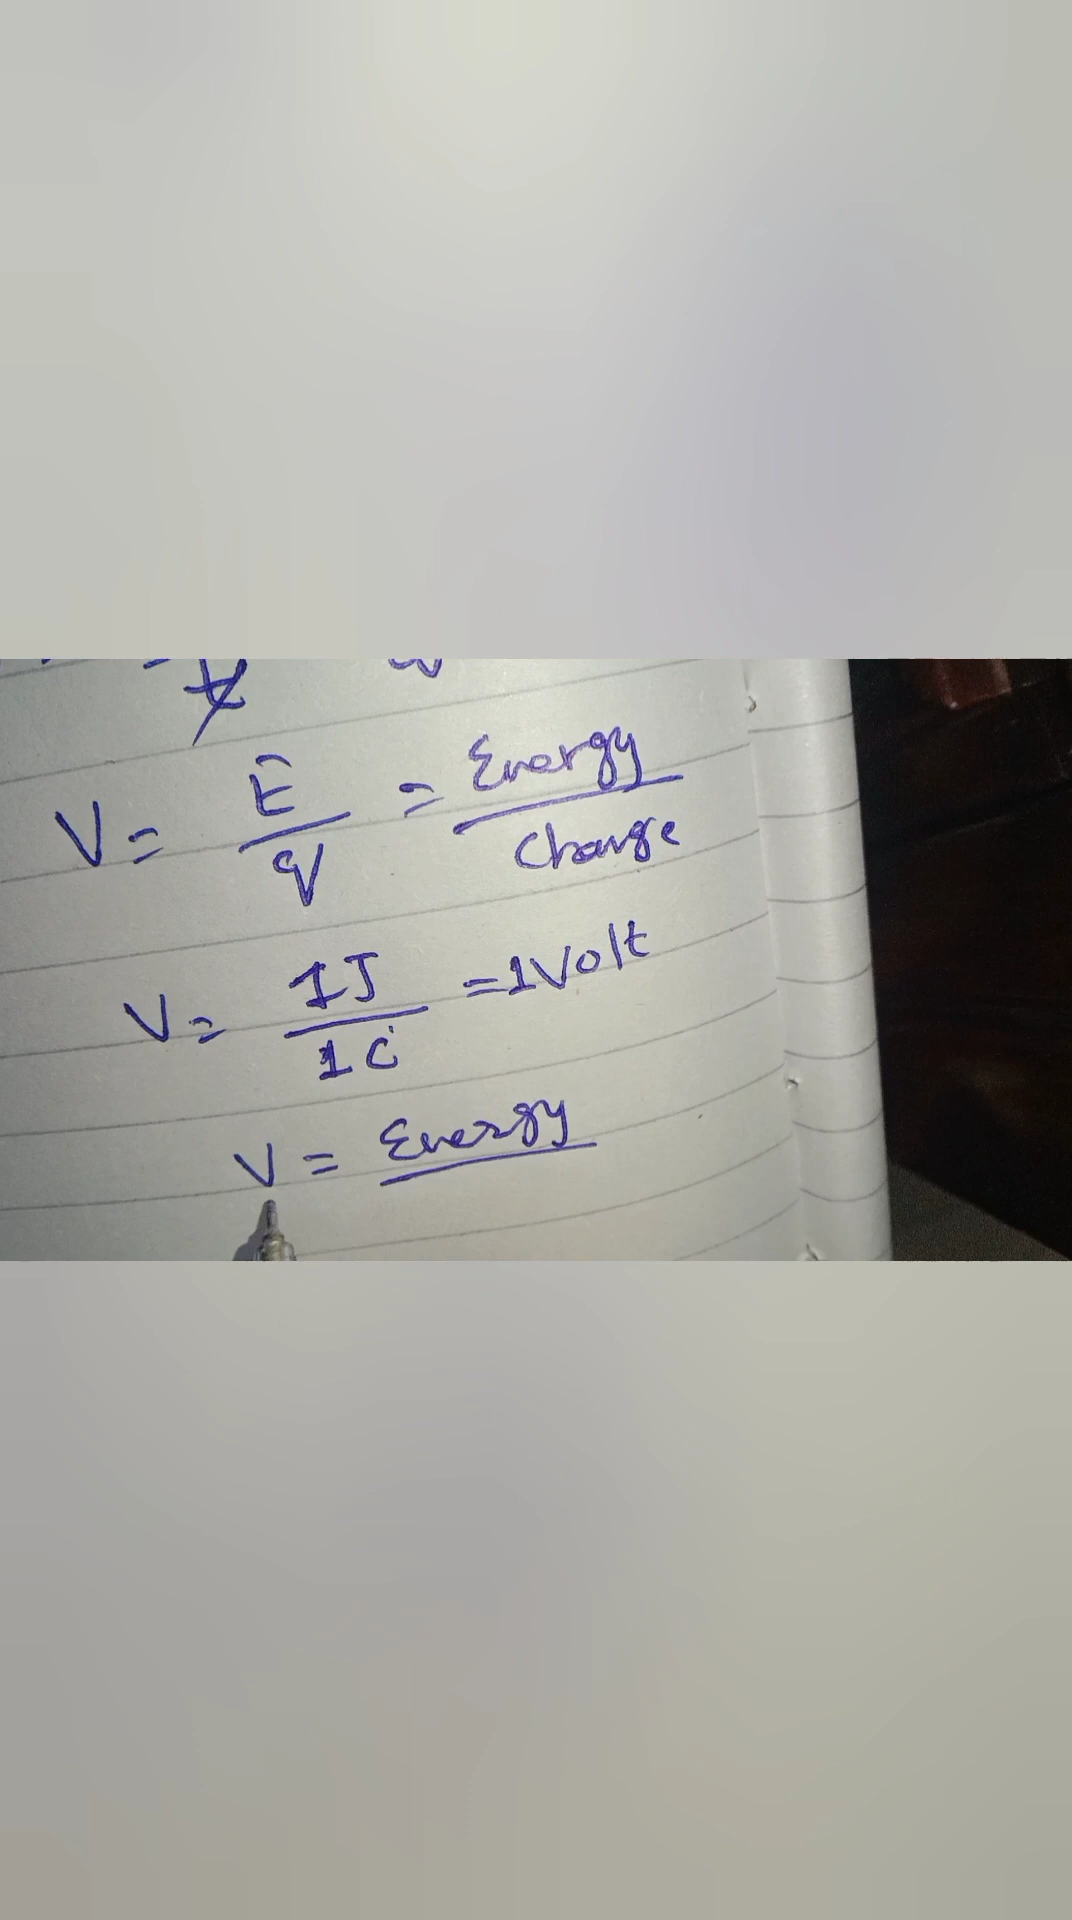 t
V = E/q = Energy/Charge
V = 1J/1C = 1Volt
V = Energy